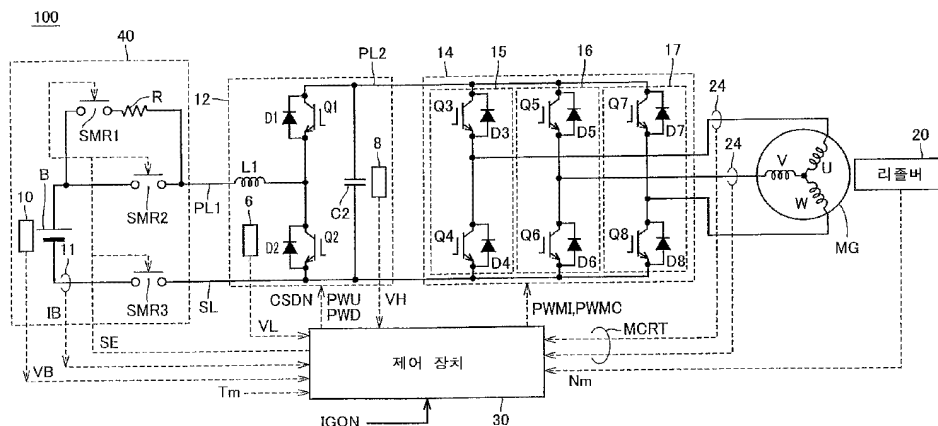 100
40
R
SMR1
B
10
SMR2
PL1
11
SMR3
IB
SL
SE
VB
12
PL2
D1
Q1
L1
6
8
C2
D2
Q2
CSDN
PWU
PWD
VH
VL
14
15
16
17
Q3
D3
Q5
D5
Q7
D7
Q4
D4
Q6
D6
Q8
D8
24
24
20
리졸버
V
U
W
MG
PWMI,PWMC
MCRT
제어 장치
Tm
Nm
IGON
30